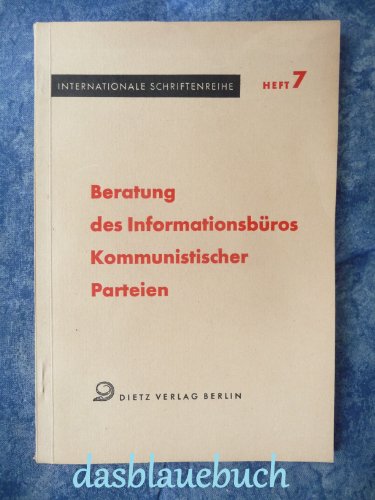 INTERNATIONALE SCHRIFTENREIHE HEFT 7
Beratung
des Informationsbüros
Kommunistischer
Parteien
DIETZ VERLAG BERLIN
dasblauebuch